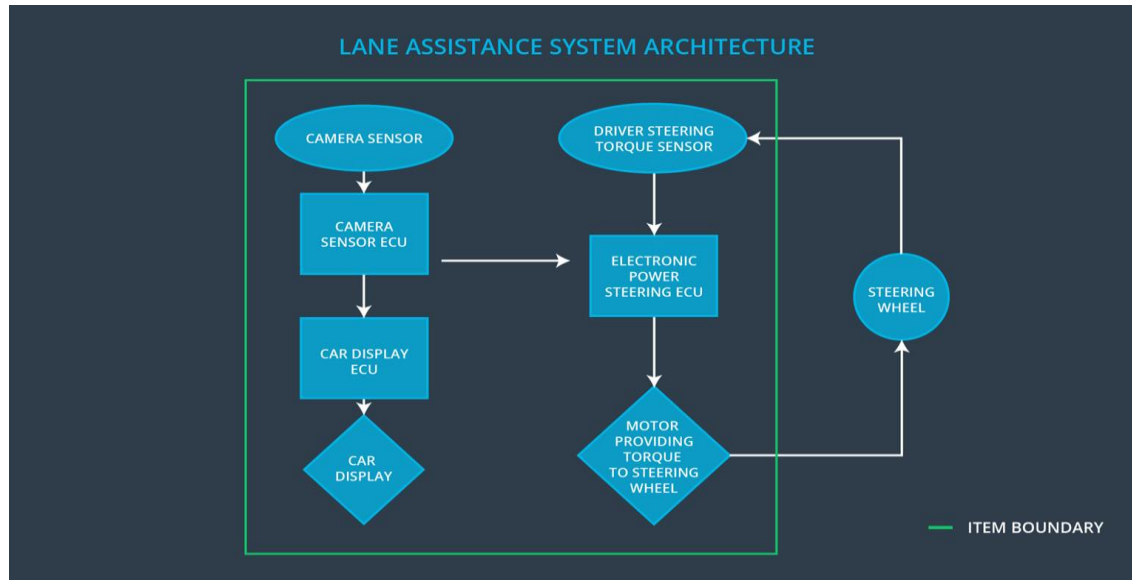 LANE ASSISTANCE SYSTEM ARCHITECTURE
CAMERA SENSOR
CAMERA
SENSOR ECU
CAR DISPLAY
ECU
CAR
DISPLAY
DRIVER STEERING
TORQUE SENSOR
ELECTRONIC
POWER
STEERING ECU
MOTOR
PROVIDING
TORQUE
TO STEERING
WHEEL
STEERING
WHEEL
ITEM BOUNDARY